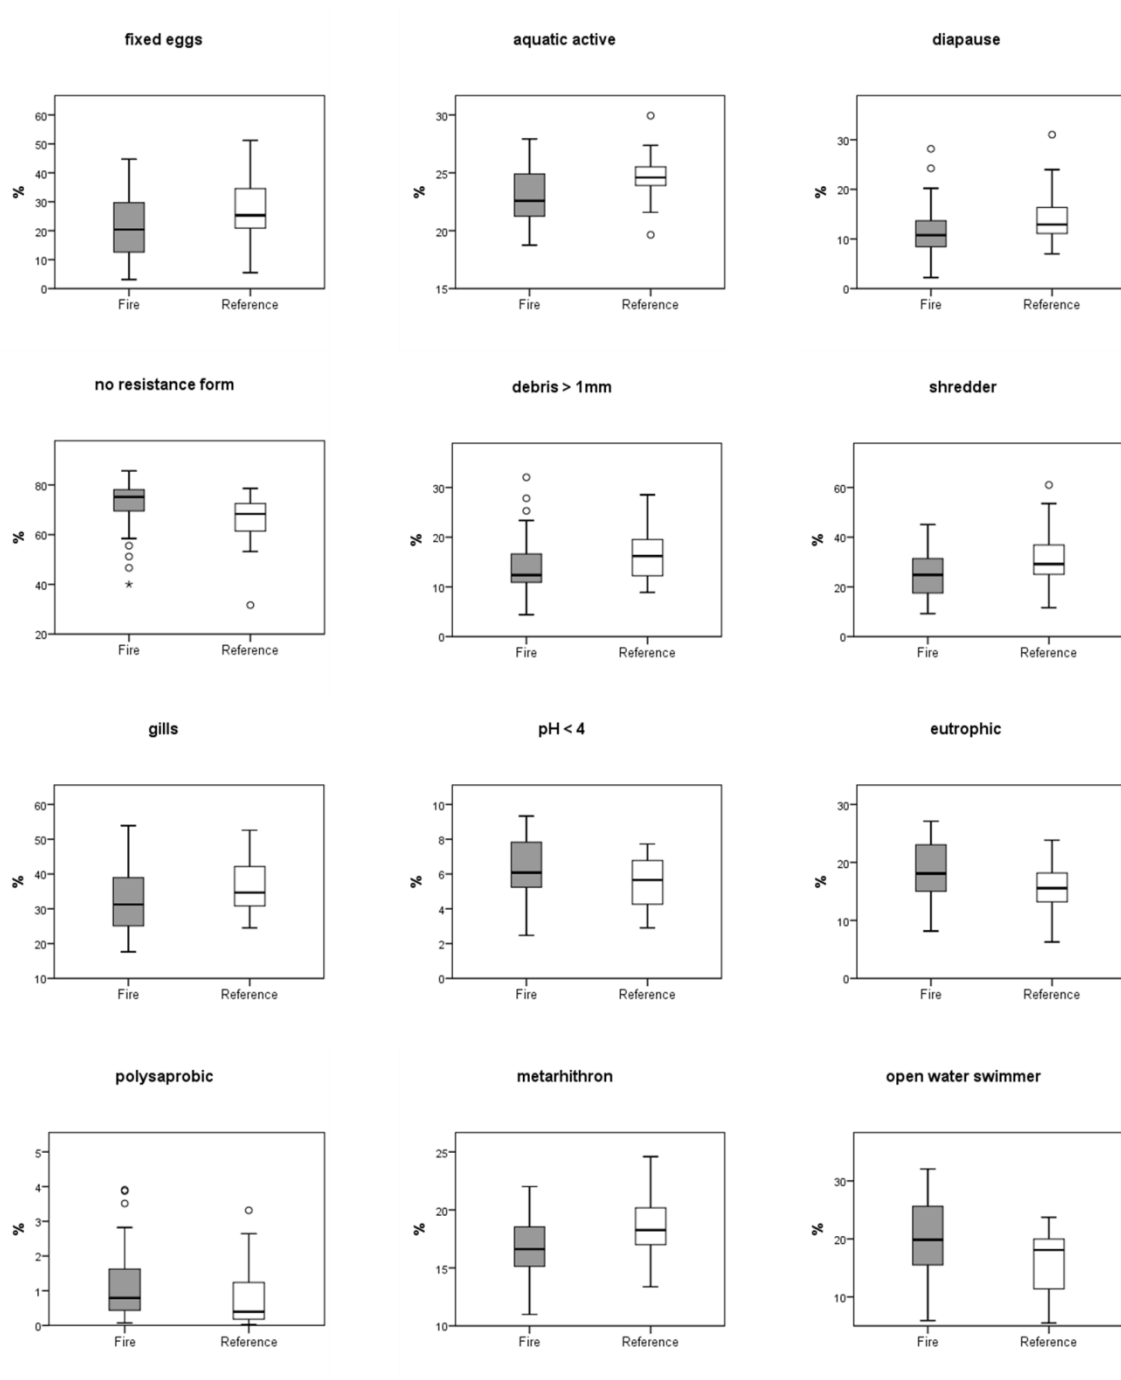 fixed eggs
%
60
50
40
30
20
10
0
Fire Reference
aquatic active
%
30
25
20
15
Fire Reference
diapause
%
30
20
10
0
Fire Reference
no resistance form
%
80
60
40
20
Fire Reference
debris > 1mm
%
30
20
10
0
Fire Reference
shredder
%
60
40
20
0
Fire Reference
gills
%
60
50
40
30
20
10
Fire Reference
pH < 4
%
10
8
6
4
2
0
Fire Reference
eutrophic
%
30
20
10
0
Fire Reference
polysaprobic
%
5
4
3
2
1
0
Fire Reference
metarhithron
%
25
20
15
10
Fire Reference
open water swimmer
%
30
20
10
Fire Reference